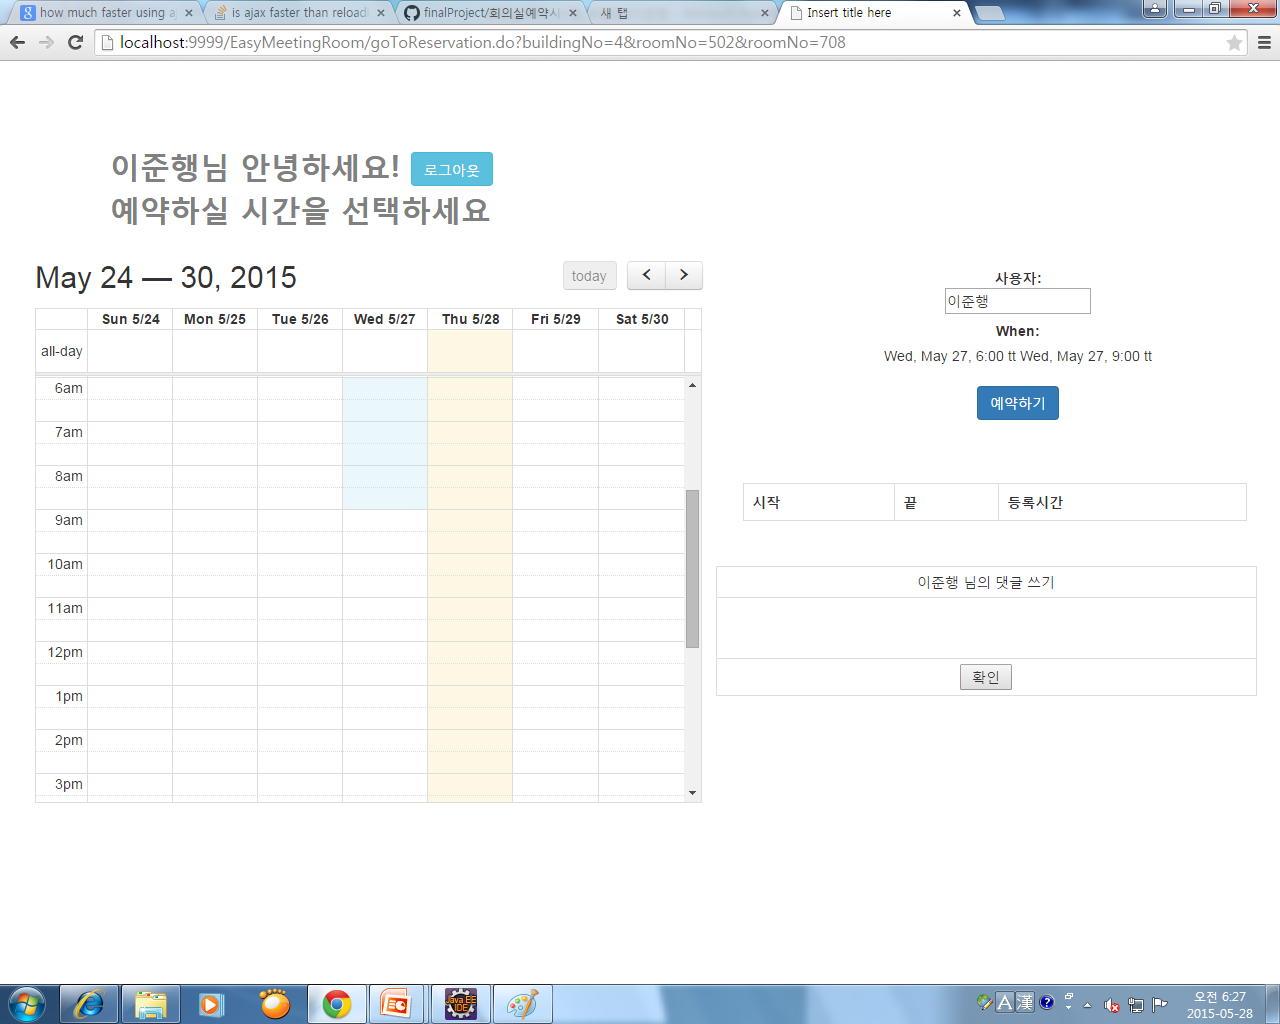 how much faster using a
is ajax faster than reloadi
finalProject/회의실예약시
새 탭
Insert title here
localhost:9999/EasyMeetingRoom/goToReservation.do?buildingNo=4&roomNo=502&roomNo=708
이준행님 안녕하세요! 로그아웃
예약하실 시간을 선택하세요
May 24 — 30, 2015
today
Sun 5/24 Mon 5/25 Tue 5/26 Wed 5/27 Thu 5/28 Fri 5/29 Sat 5/30
all-day
6am
7am
8am
9am
10am
11am
12pm
1pm
2pm
3pm
사용자:
이준행
When:
Wed, May 27, 6:00 tt Wed, May 27, 9:00 tt
예약하기
시작 끝 등록시간
이준행 님의 댓글 쓰기
확인
Java EE
IDE
A 漢
오전 6:27
2015-05-28